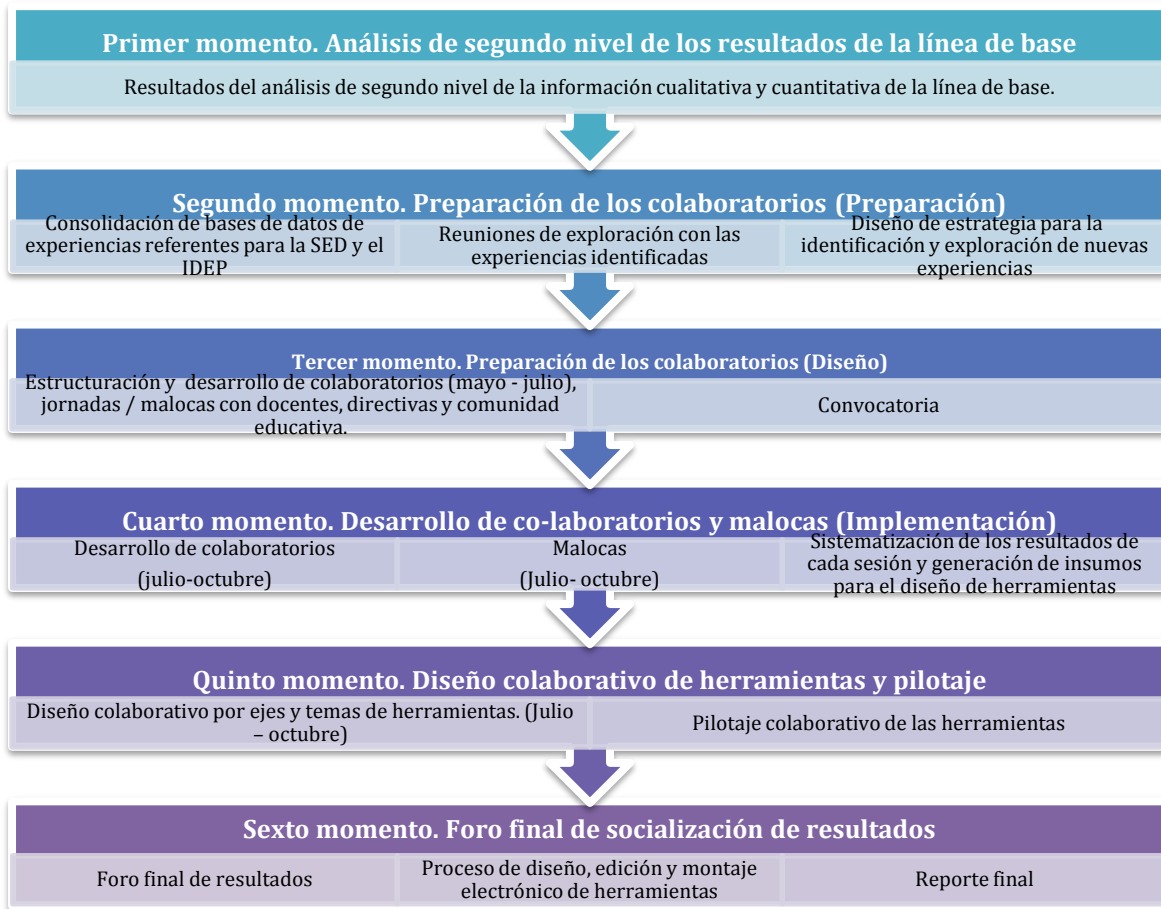 Primer momento. Análisis de segundo nivel de los resultados de la línea de base
Resultados del análisis de segundo nivel de la información cualitativa y cuantitativa de la línea de base.
Segundo momento. Preparación de los colaboratorios (Preparación)
Consolidación de bases de datos de
experiencias referentes para la SED y el
IDEP
Reuniones de exploración con las
experiencias identificadas
Diseño de estrategia para la
identificación y exploración de nuevas
experiencias
Tercer momento. Preparación de los colaboratorios (Diseño)
Estructuración y desarrollo de colaboratorios (mayo - julio),
jornadas / malocas con docentes, directivas y comunidad
educativa.
Convocatoria
Cuarto momento. Desarrollo de co-laboratorios y malocas (Implementación)
Desarrollo de colaboratorios
(julio-octubre)
Malocas
(Julio- octubre)
Sistematización de los resultados de
cada sesión y generación de insumos
para el diseño de herramientas
Quinto momento. Diseño colaborativo de herramientas y pilotaje
Diseño colaborativo por ejes y temas de herramientas. (Julio
– octubre)
Pilotaje colaborativo de las herramientas
Sexto momento. Foro final de socialización de resultados
Foro final de resultados
Proceso de diseño, edición y montaje
electrónico de herramientas
Reporte final